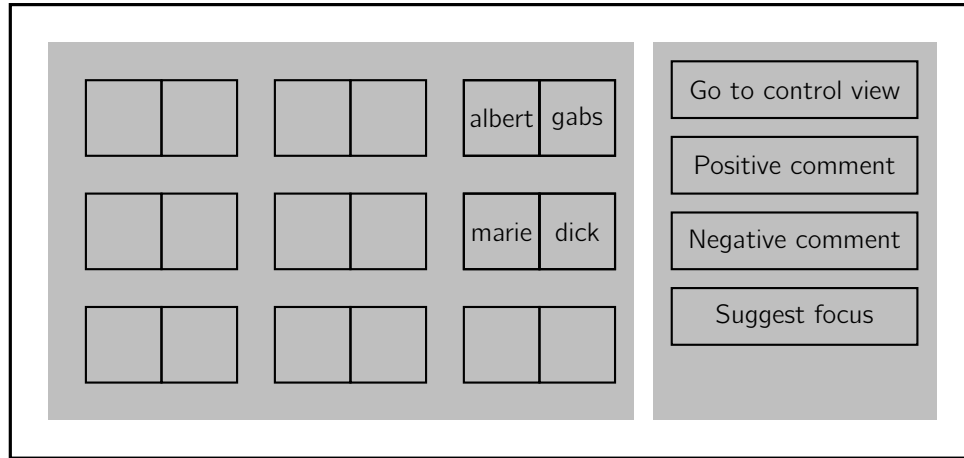 albert gabs
marie dick
Go to control view
Positive comment
Negative comment
Suggest focus